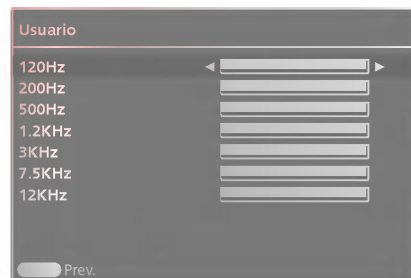 Usuario
120Hz
200Hz
500Hz
1.2KHz
3KHz
7.5KHz
12KHz
Prev.